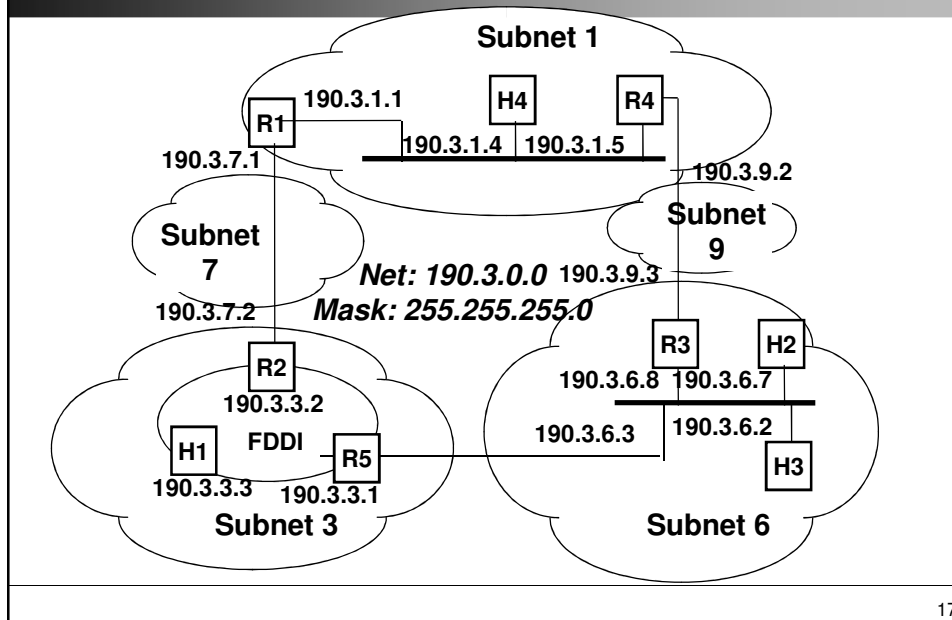 Subnet 1
190.3.1.1
H4
R4
R1
190.3.1.4
190.3.1.5
190.3.7.1
190.3.9.2
Subnet
7
Subnet
9
Net: 190.3.0.0
190.3.9.3
Mask: 255.255.255.0
190.3.7.2
R2
R3
H2
190.3.6.8
190.3.6.7
190.3.3.2
FDDI
190.3.6.3
190.3.6.2
H1
R5
H3
190.3.3.3
190.3.3.1
Subnet 3
Subnet 6
17